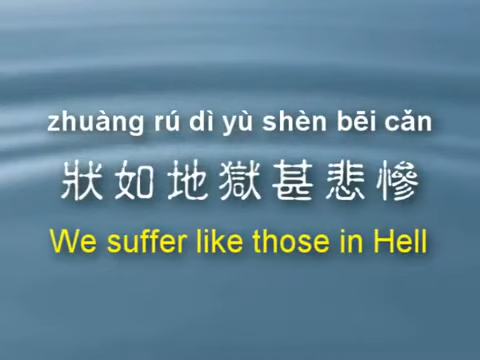 zhuàng rú dì yù shèn bēi cǎn
狀如地獄甚悲慘
We suffer like those in Hell